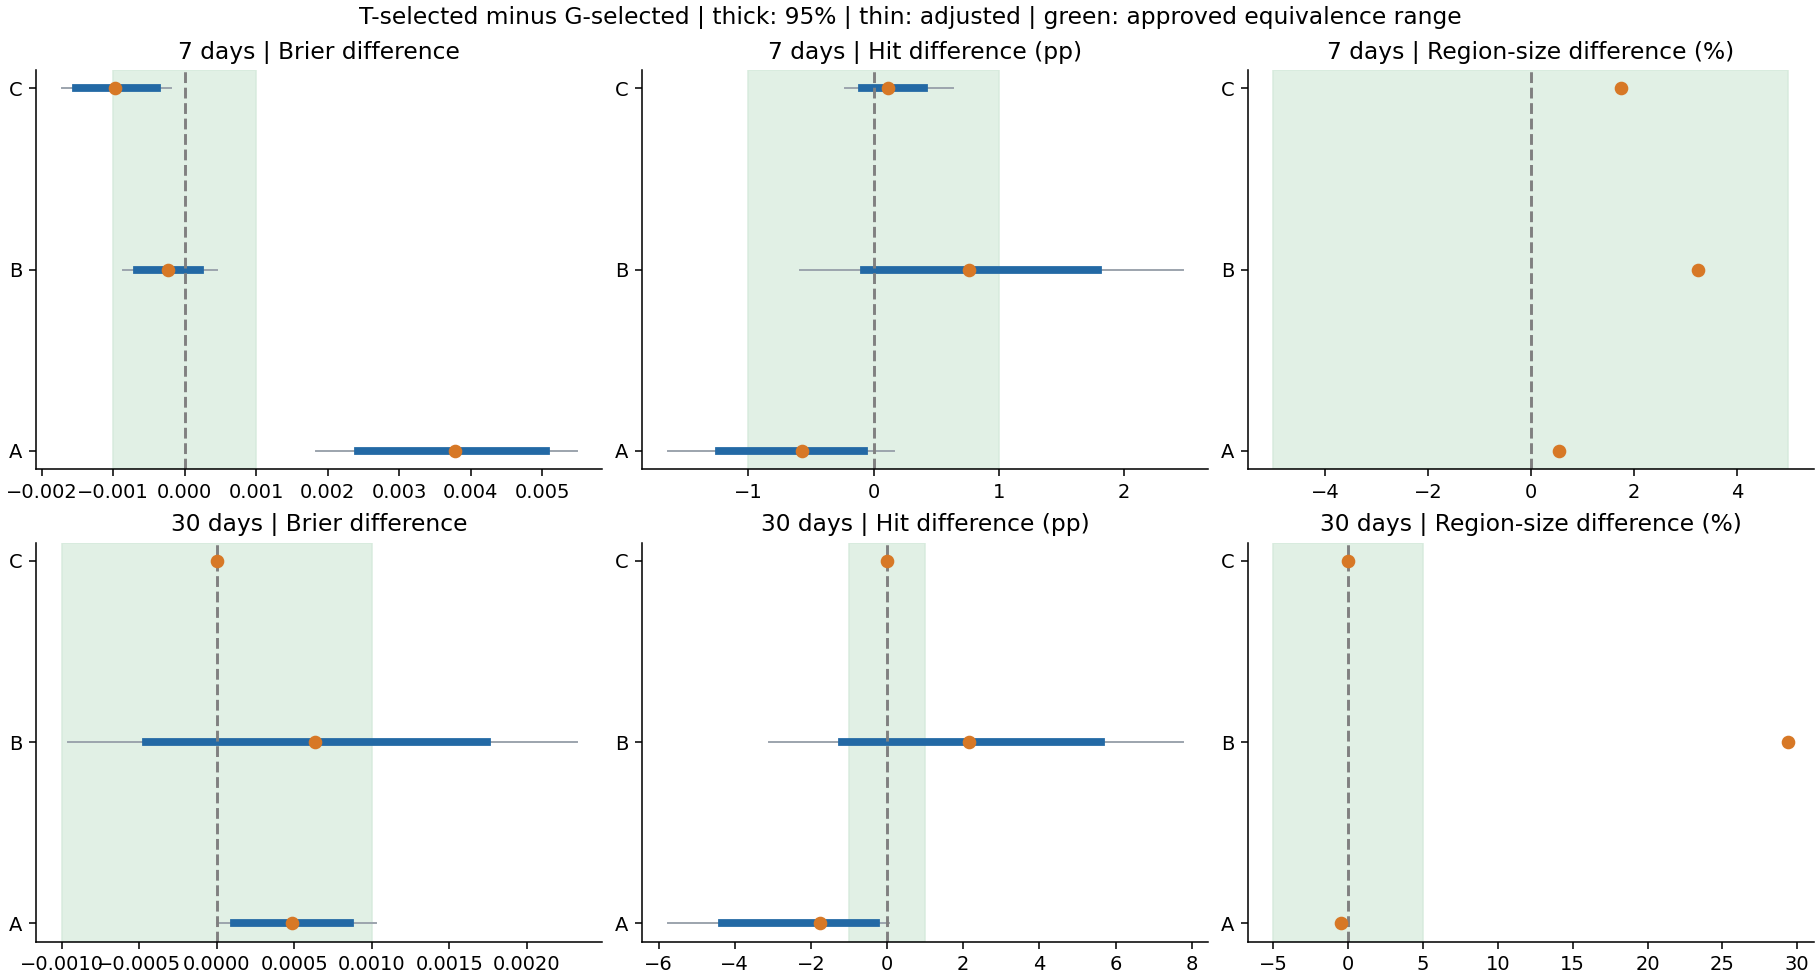 T-selected minus G-selected | thick: 95% | thin: adjusted | green: approved equivalence range
7 days | Brier difference
C
B
A
−0.002 −0.001 0.000 0.001 0.002 0.003 0.004 0.005
7 days | Hit difference (pp)
C
B
A
−1 0 1 2
7 days | Region-size difference (%)
C
B
A
−4 −2 0 2 4
30 days | Brier difference
C
B
A
−0.0010 −0.0005 0.0000 0.0005 0.0010 0.0015 0.0020
30 days | Hit difference (pp)
C
B
A
−6 −4 −2 0 2 4 6 8
30 days | Region-size difference (%)
C
B
A
−5 0 5 10 15 20 25 30